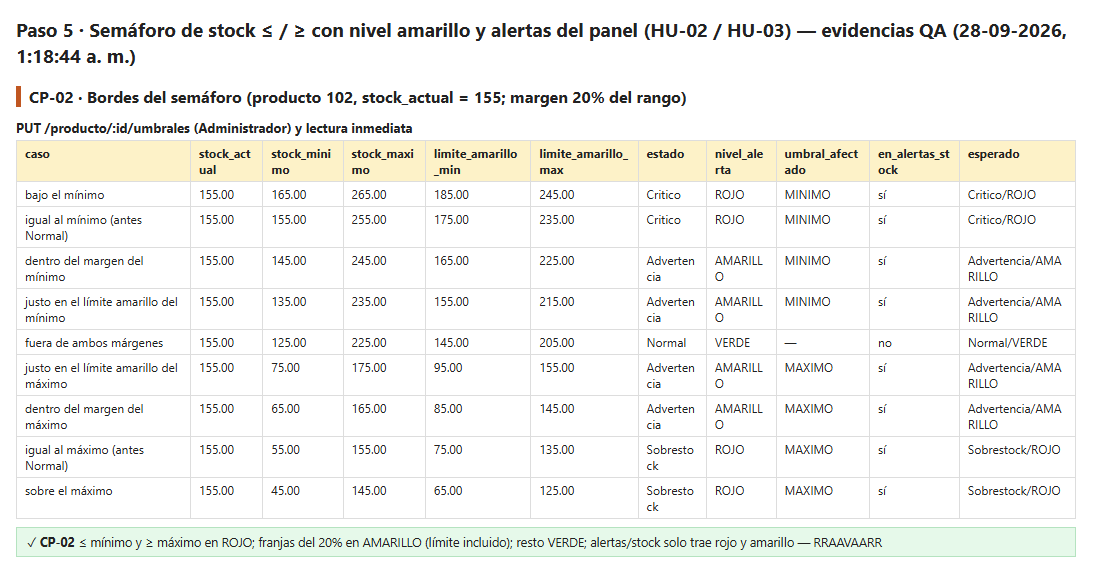 Paso 5 · Semáforo de stock ≤ / ≥ con nivel amarillo y alertas del panel (HU-02 / HU-03) — evidencias QA (28-09-2026,
1:18:44 a. m.)
CP-02 · Bordes del semáforo (producto 102, stock_actual = 155; margen 20% del rango)
PUT /producto/:id/umbrales (Administrador) y lectura inmediata
caso stock_actual stock_minimo stock_maximo limite_amarillo_min limite_amarillo_max estado nivel_alerta umbral_afectado en_alertas_stock esperado
bajo el mínimo 155.00 165.00 265.00 185.00 245.00 Critico ROJO MINIMO sí Critico/ROJO
igual al mínimo (antes Normal) 155.00 155.00 255.00 175.00 235.00 Critico ROJO MINIMO sí Critico/ROJO
dentro del margen del mínimo 155.00 145.00 245.00 165.00 225.00 Advertencia AMARILLO MINIMO sí Advertencia/AMARILLO
justo en el límite amarillo del mínimo 155.00 135.00 235.00 155.00 215.00 Advertencia AMARILLO MINIMO sí Advertencia/AMARILLO
fuera de ambos márgenes 155.00 125.00 225.00 145.00 205.00 Normal VERDE — no Normal/VERDE
justo en el límite amarillo del máximo 155.00 75.00 175.00 95.00 155.00 Advertencia AMARILLO MAXIMO sí Advertencia/AMARILLO
dentro del margen del máximo 155.00 65.00 165.00 85.00 145.00 Advertencia AMARILLO MAXIMO sí Advertencia/AMARILLO
igual al máximo (antes Normal) 155.00 55.00 155.00 75.00 135.00 Sobrestock ROJO MAXIMO sí Sobrestock/ROJO
sobre el máximo 155.00 45.00 145.00 65.00 125.00 Sobrestock ROJO MAXIMO sí Sobrestock/ROJO
✓ CP-02 ≤ mínimo y ≥ máximo en ROJO; franjas del 20% en AMARILLO (límite incluido); resto VERDE; alertas/stock solo trae rojo y amarillo — RRAAVAARR